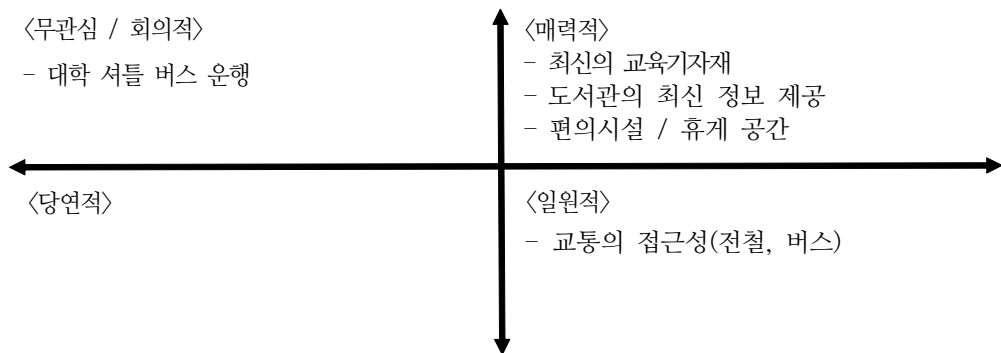 〈무관심 / 회의적〉
- 대학 셔틀 버스 운행
〈매력적〉
- 최신의 교육기자재
- 도서관의 최신 정보 제공
- 편의시설 / 휴게 공간
〈당연적〉
〈일원적〉
- 교통의 접근성(전철, 버스)